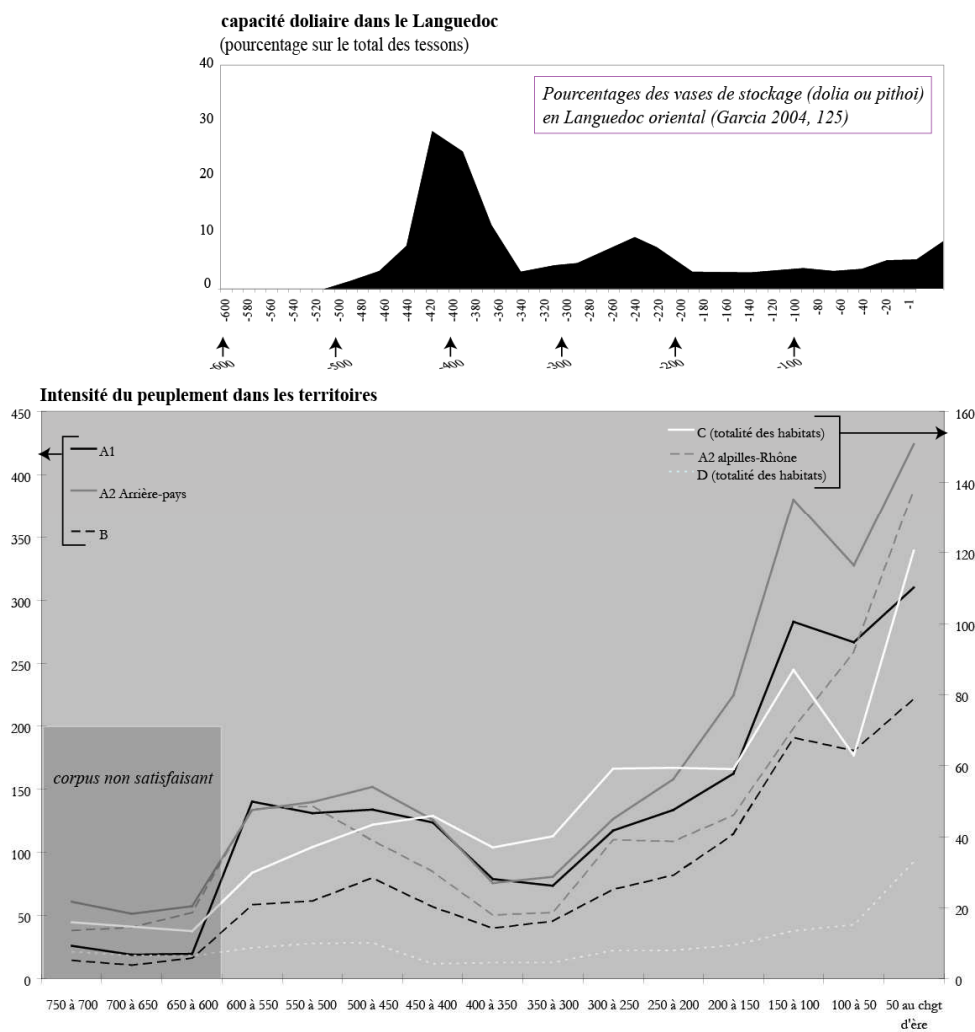 capacité doliaire dans le Languedoc
(pourcentage sur le total des tessons)
40
30
20
10
0
Pourcentages des vases de stockage (dolia ou pithoi)
en Languedoc oriental (Garcia 2004, 125)
-600
-580
-560
-540
-520
-500
-480
-460
-440
-420
-400
-380
-360
-340
-320
-300
-280
-260
-240
-220
-200
-180
-160
-140
-120
-100
-80
-60
-40
-20
-1
-600
-500
-400
-300
-200
-100
Intensité du peuplement dans les territoires
450
400
350
300
250
200
150
100
50
0
A1
A2 Arrière-pays
B
C (totalité des habitats)
A2 alpilles-Rhône
D (totalité des habitats)
160
140
120
100
80
60
40
20
0
corpus non satisfaisant
750 à 700
700 à 650
650 à 600
600 à 550
550 à 500
500 à 450
450 à 400
400 à 350
350 à 300
300 à 250
250 à 200
200 à 150
150 à 100
100 à 50
50 au chgt
d'ère